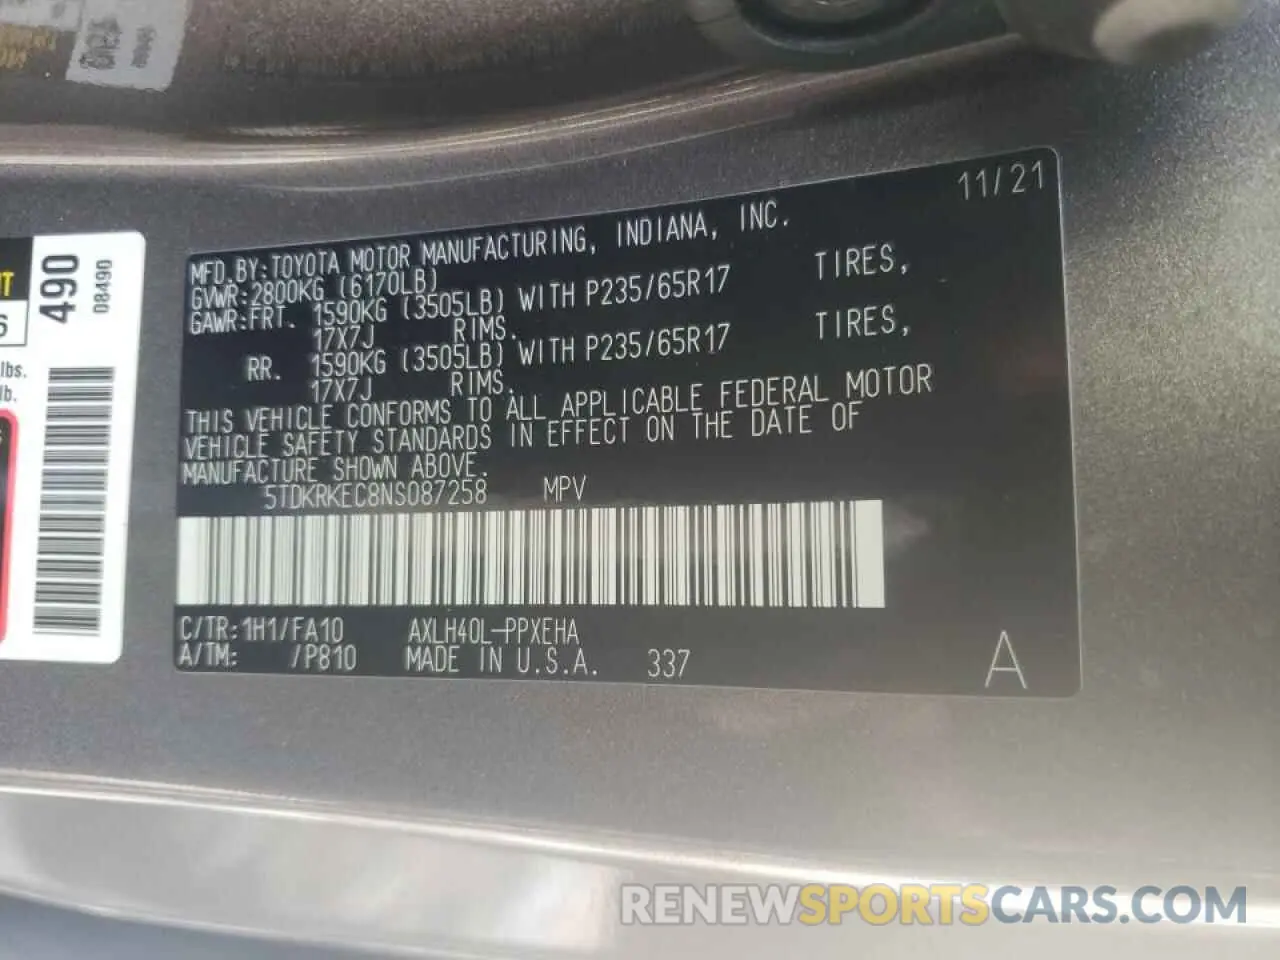 11/21
MFD.BY:TOYOTA MOTOR MANUFACTURING, INDIANA, INC.
GVWR:2800KG (6170LB)
GAWR:FRT. 1590KG (3505LB) WITH P235/65R17 TIRES,
17X7J RIMS.
RR. 1590KG (3505LB) WITH P235/65R17 TIRES,
17X7J RIMS.
THIS VEHICLE CONFORMS TO ALL APPLICABLE FEDERAL MOTOR
VEHICLE SAFETY STANDARDS IN EFFECT ON THE DATE OF
MANUFACTURE SHOWN ABOVE.
5TDKRKEC8NS087258 MPV
C/TR:1H1/FA10 AXLH40L-PPXEHA
A/TM: /P810 MADE IN U.S.A. 337
A
490
08490
lbs.
lb.
RENEWSPORTSCARS.COM